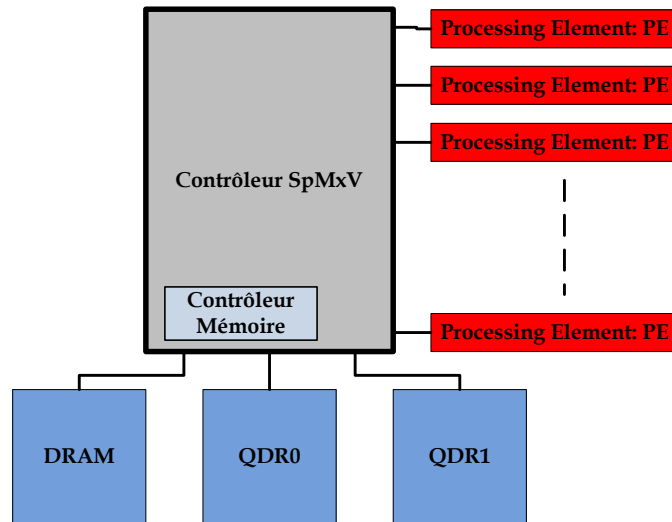 Processing Element: PE
Processing Element: PE
Processing Element: PE
Contrôleur SpMxV
Contrôleur
Mémoire
Processing Element: PE
DRAM
QDR0
QDR1